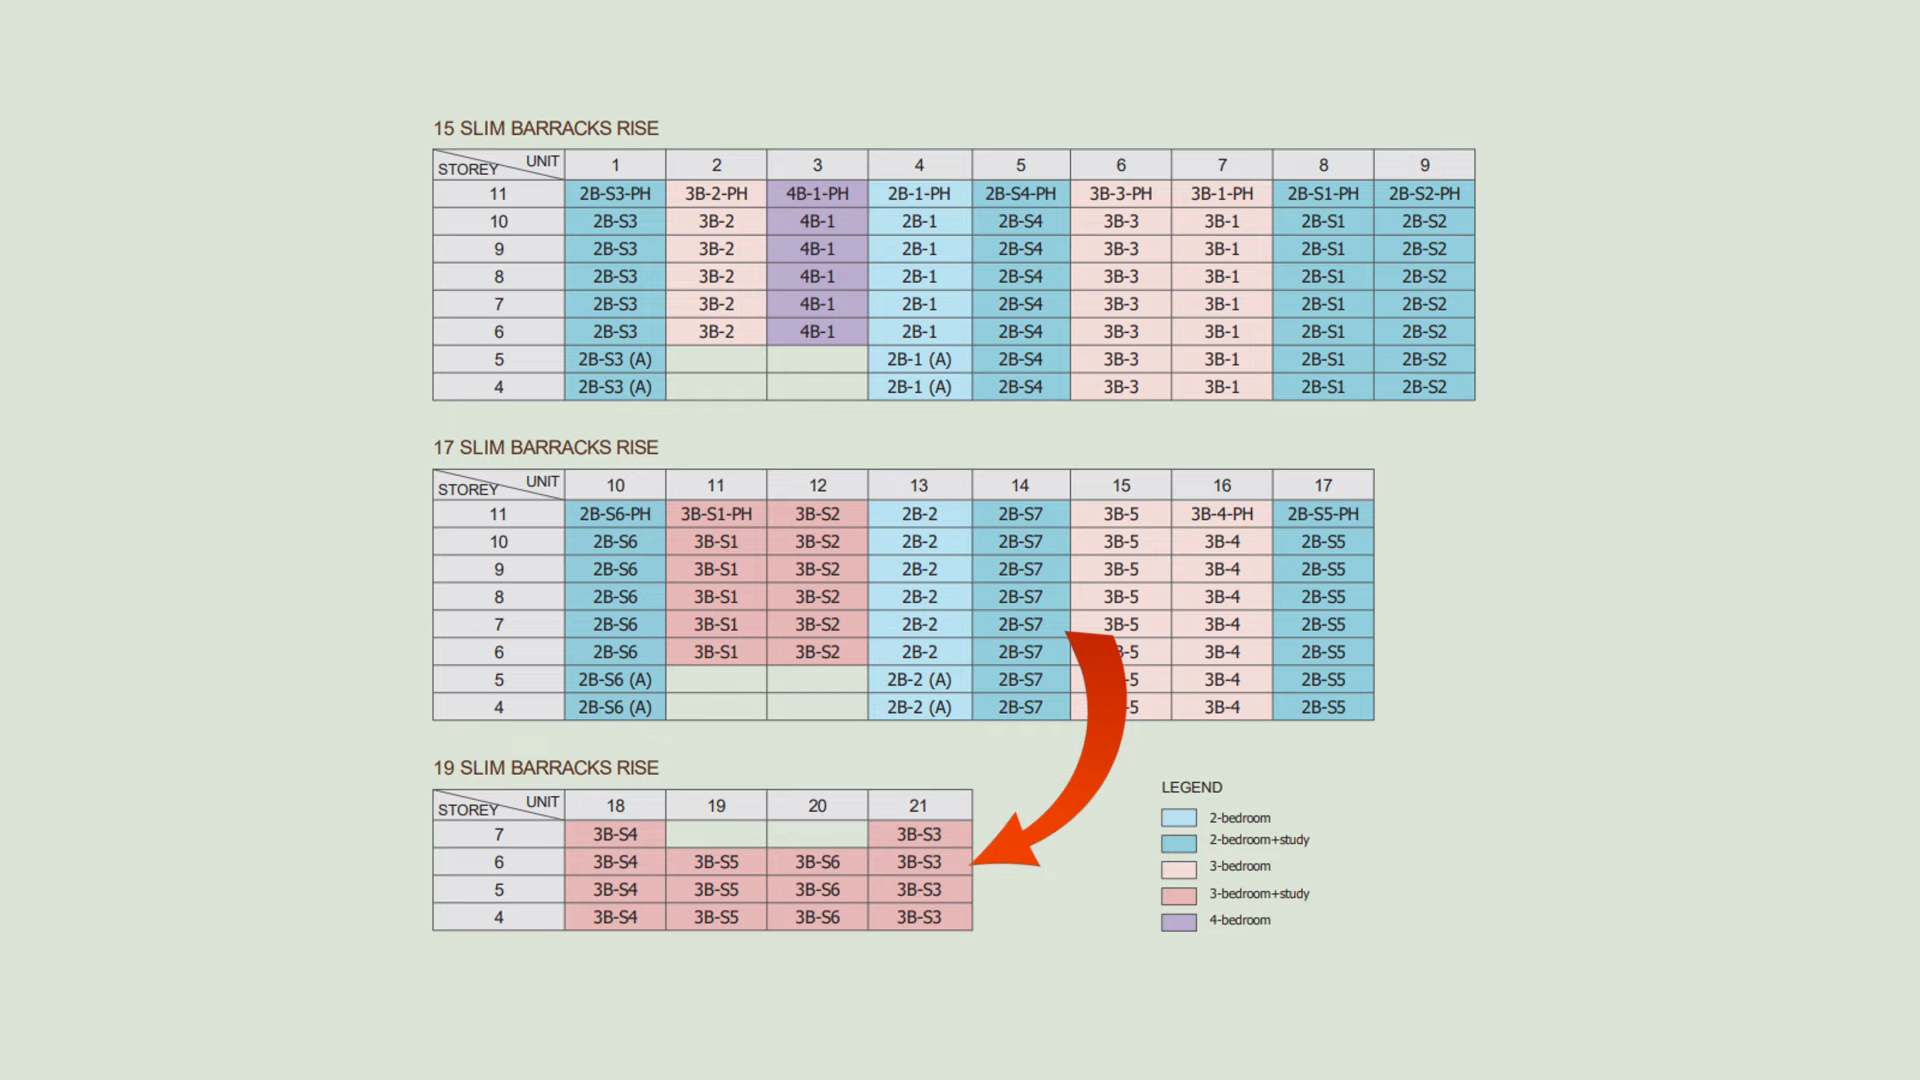 15 SLIM BARRACKS RISE
STOREY UNIT 1 2 3 4 5 6 7 8 9
11 2B-S3-PH 3B-2-PH 4B-1-PH 2B-1-PH 2B-S4-PH 3B-3-PH 3B-1-PH 2B-S1-PH 2B-S2-PH
10 2B-S3 3B-2 4B-1 2B-1 2B-S4 3B-3 3B-1 2B-S1 2B-S2
9 2B-S3 3B-2 4B-1 2B-1 2B-S4 3B-3 3B-1 2B-S1 2B-S2
8 2B-S3 3B-2 4B-1 2B-1 2B-S4 3B-3 3B-1 2B-S1 2B-S2
7 2B-S3 3B-2 4B-1 2B-1 2B-S4 3B-3 3B-1 2B-S1 2B-S2
6 2B-S3 3B-2 4B-1 2B-1 2B-S4 3B-3 3B-1 2B-S1 2B-S2
5 2B-S3 (A) 2B-1 (A) 2B-S4 3B-3 3B-1 2B-S1 2B-S2
4 2B-S3 (A) 2B-1 (A) 2B-S4 3B-3 3B-1 2B-S1 2B-S2
17 SLIM BARRACKS RISE
STOREY UNIT 10 11 12 13 14 15 16 17
11 2B-S6-PH 3B-S1-PH 3B-S2 2B-2 2B-S7 3B-5 3B-4-PH 2B-S5-PH
10 2B-S6 3B-S1 3B-S2 2B-2 2B-S7 3B-5 3B-4 2B-S5
9 2B-S6 3B-S1 3B-S2 2B-2 2B-S7 3B-5 3B-4 2B-S5
8 2B-S6 3B-S1 3B-S2 2B-2 2B-S7 3B-5 3B-4 2B-S5
7 2B-S6 3B-S1 3B-S2 2B-2 2B-S7 3B-5 3B-4 2B-S5
6 2B-S6 3B-S1 3B-S2 2B-2 2B-S7 -5 3B-4 2B-S5
5 2B-S6 (A) 2B-2 (A) 2B-S7 -5 3B-4 2B-S5
4 2B-S6 (A) 2B-2 (A) 2B-S7 -5 3B-4 2B-S5
19 SLIM BARRACKS RISE
STOREY UNIT 18 19 20 21
7 3B-S4 3B-S3
6 3B-S4 3B-S5 3B-S6 3B-S3
5 3B-S4 3B-S5 3B-S6 3B-S3
4 3B-S4 3B-S5 3B-S6 3B-S3
LEGEND
2-bedroom
2-bedroom+study
3-bedroom
3-bedroom+study
4-bedroom